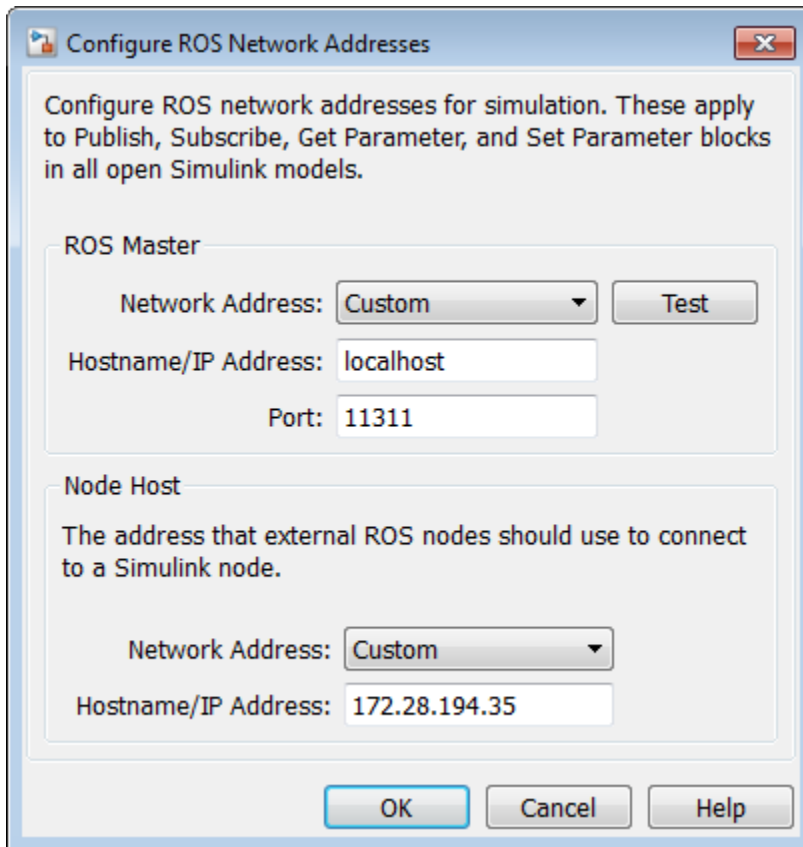 Configure ROS Network Addresses
Configure ROS network addresses for simulation. These apply
to Publish, Subscribe, Get Parameter, and Set Parameter blocks
in all open Simulink models.
ROS Master
Network Address: Custom Test
Hostname/IP Address: localhost
Port: 11311
Node Host
The address that external ROS nodes should use to connect
to a Simulink node.
Network Address: Custom
Hostname/IP Address: 172.28.194.35
OK Cancel Help